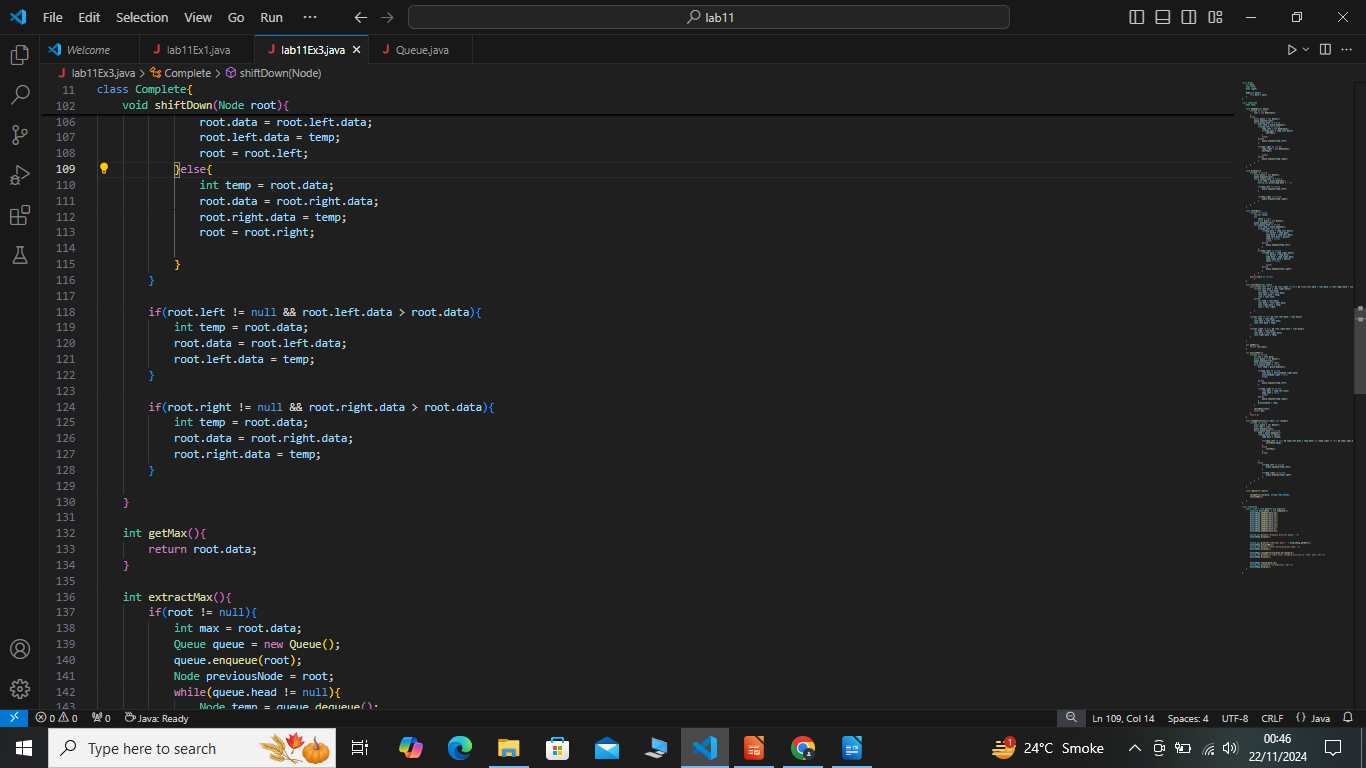 File Edit Selection View Go Run ··· lab11
Welcome lab11Ex1.java lab11Ex3.java Queue.java
lab11Ex3.java > Complete > shiftDown(Node)
11 class Complete{
102 void shiftDown(Node root){
106 root.data = root.left.data;
107 root.left.data = temp;
108 root = root.left;
109 }else{
110 int temp = root.data;
111 root.data = root.right.data;
112 root.right.data = temp;
113 root = root.right;
114
115 }
116 }
117
118 if(root.left != null && root.left.data > root.data){
119 int temp = root.data;
120 root.data = root.left.data;
121 root.left.data = temp;
122 }
123
124 if(root.right != null && root.right.data > root.data){
125 int temp = root.data;
126 root.data = root.right.data;
127 root.right.data = temp;
128 }
129
130 }
131
132 int getMax(){
133 return root.data;
134 }
135
136 int extractMax(){
137 if(root != null){
138 int max = root.data;
139 Queue queue = new Queue();
140 queue.enqueue(root);
141 Node previousNode = root;
142 while(queue.head != null){
143 Node temp = queue.dequeue();
0 0 0 Java: Ready Ln 109, Col 14 Spaces: 4 UTF-8 CRLF {} Java
Type here to search 1 24°C Smoke 00:46
22/11/2024